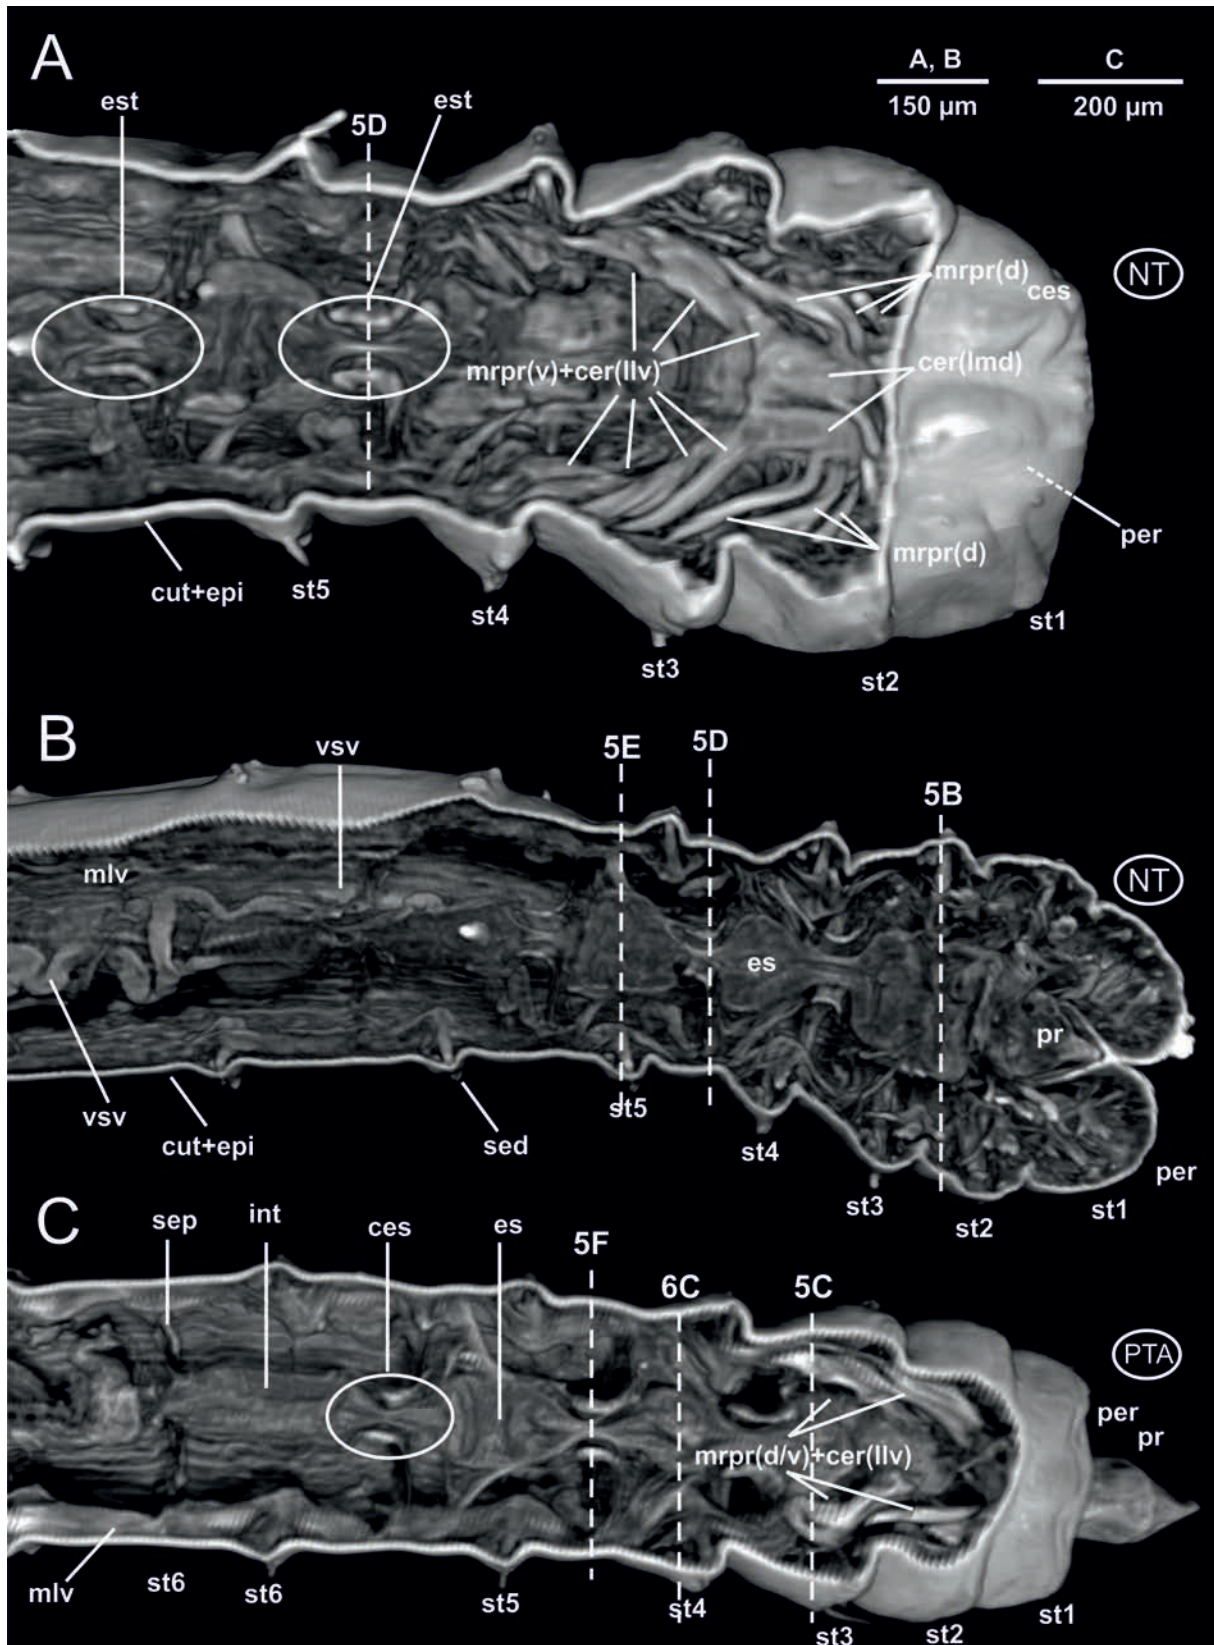 A
A, B
C
150 µm
200 µm
est
5D
est
NT
mrpr(d)
ces
mrpr(v)+cer(llv)
cer(lmd)
per
mrpr(d)
cut+epi
st5
st4
st3
st2
st1
B
vsv
5E
5D
5B
mlv
NT
es
pr
vsv
cut+epi
sed
st5
st4
st3
st2
st1
per
C
sep
int
ces
es
5F
6C
5C
PTA
per
pr
mrpr(d/v)+cer(llv)
mlv
st6
st6
st5
st4
st3
st2
st1